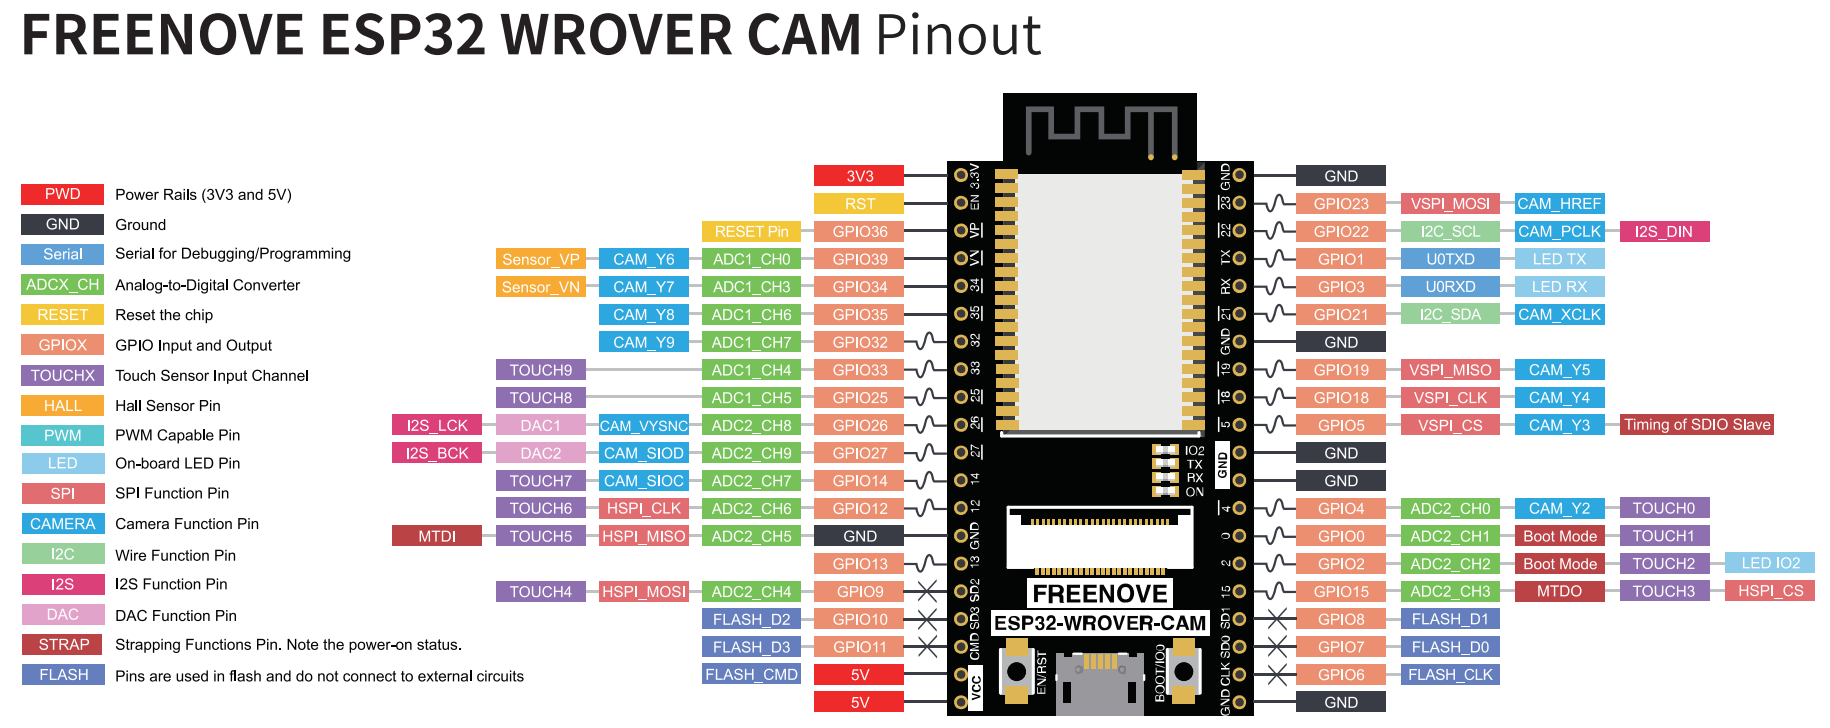 FREENOVE ESP32 WROVER CAM Pinout
PWD Power Rails (3V3 and 5V)
GND Ground
Serial Serial for Debugging/Programming
ADCX_CH Analog-to-Digital Converter
RESET Reset the chip
GPIOX GPIO Input and Output
TOUCHX Touch Sensor Input Channel
HALL Hall Sensor Pin
PWM PWM Capable Pin
LED On-board LED Pin
SPI SPI Function Pin
CAMERA Camera Function Pin
I2C Wire Function Pin
I2S I2S Function Pin
DAC DAC Function Pin
STRAP Strapping Functions Pin. Note the power-on status.
FLASH Pins are used in flash and do not connect to external circuits
3V3 3.3V
RST EN
RESET Pin GPIO36 VP
Sensor_VP CAM_Y6 ADC1_CH0 GPIO39 VN
Sensor_VN CAM_Y7 ADC1_CH3 GPIO34 34
CAM_Y8 ADC1_CH6 GPIO35 35
CAM_Y9 ADC1_CH7 GPIO32 32
TOUCH9 ADC1_CH4 GPIO33 33
TOUCH8 ADC1_CH5 GPIO25 25
I2S_LCK DAC1 CAM_VYSNC ADC2_CH8 GPIO26 26
I2S_BCK DAC2 CAM_SIOD ADC2_CH9 GPIO27 27
TOUCH7 CAM_SIOC ADC2_CH7 GPIO14 14
TOUCH6 HSPI_CLK ADC2_CH6 GPIO12 12
MTDI TOUCH5 HSPI_MISO ADC2_CH5 GND GND
GPIO13 13
TOUCH4 HSPI_MOSI ADC2_CH4 GPIO9 SD2
FLASH_D2 GPIO10 SD3
FLASH_D3 GPIO11 CMD
FLASH_CMD 5V
5V VCC
IO2
TX
RX
ON
FREENOVE
ESP32-WROVER-CAM
EN/RST
BOOT/IO0
GND GND
23 GPIO23 VSPI_MOSI CAM_HREF
22 GPIO22 I2C_SCL CAM_PCLK I2S_DIN
TX GPIO1 U0TXD LED TX
RX GPIO3 U0RXD LED RX
21 GPIO21 I2C_SDA CAM_XCLK
GND GND
19 GPIO19 VSPI_MISO CAM_Y5
18 GPIO18 VSPI_CLK CAM_Y4
5 GPIO5 VSPI_CS CAM_Y3 Timing of SDIO Slave
GND GND
GND
4 GPIO4 ADC2_CH0 CAM_Y2 TOUCH0
0 GPIO0 ADC2_CH1 Boot Mode TOUCH1
2 GPIO2 ADC2_CH2 Boot Mode TOUCH2 LED IO2
15 GPIO15 ADC2_CH3 MTDO TOUCH3 HSPI_CS
SD1 GPIO8 FLASH_D1
SD0 GPIO7 FLASH_D0
CLK GPIO6 FLASH_CLK
GND GND